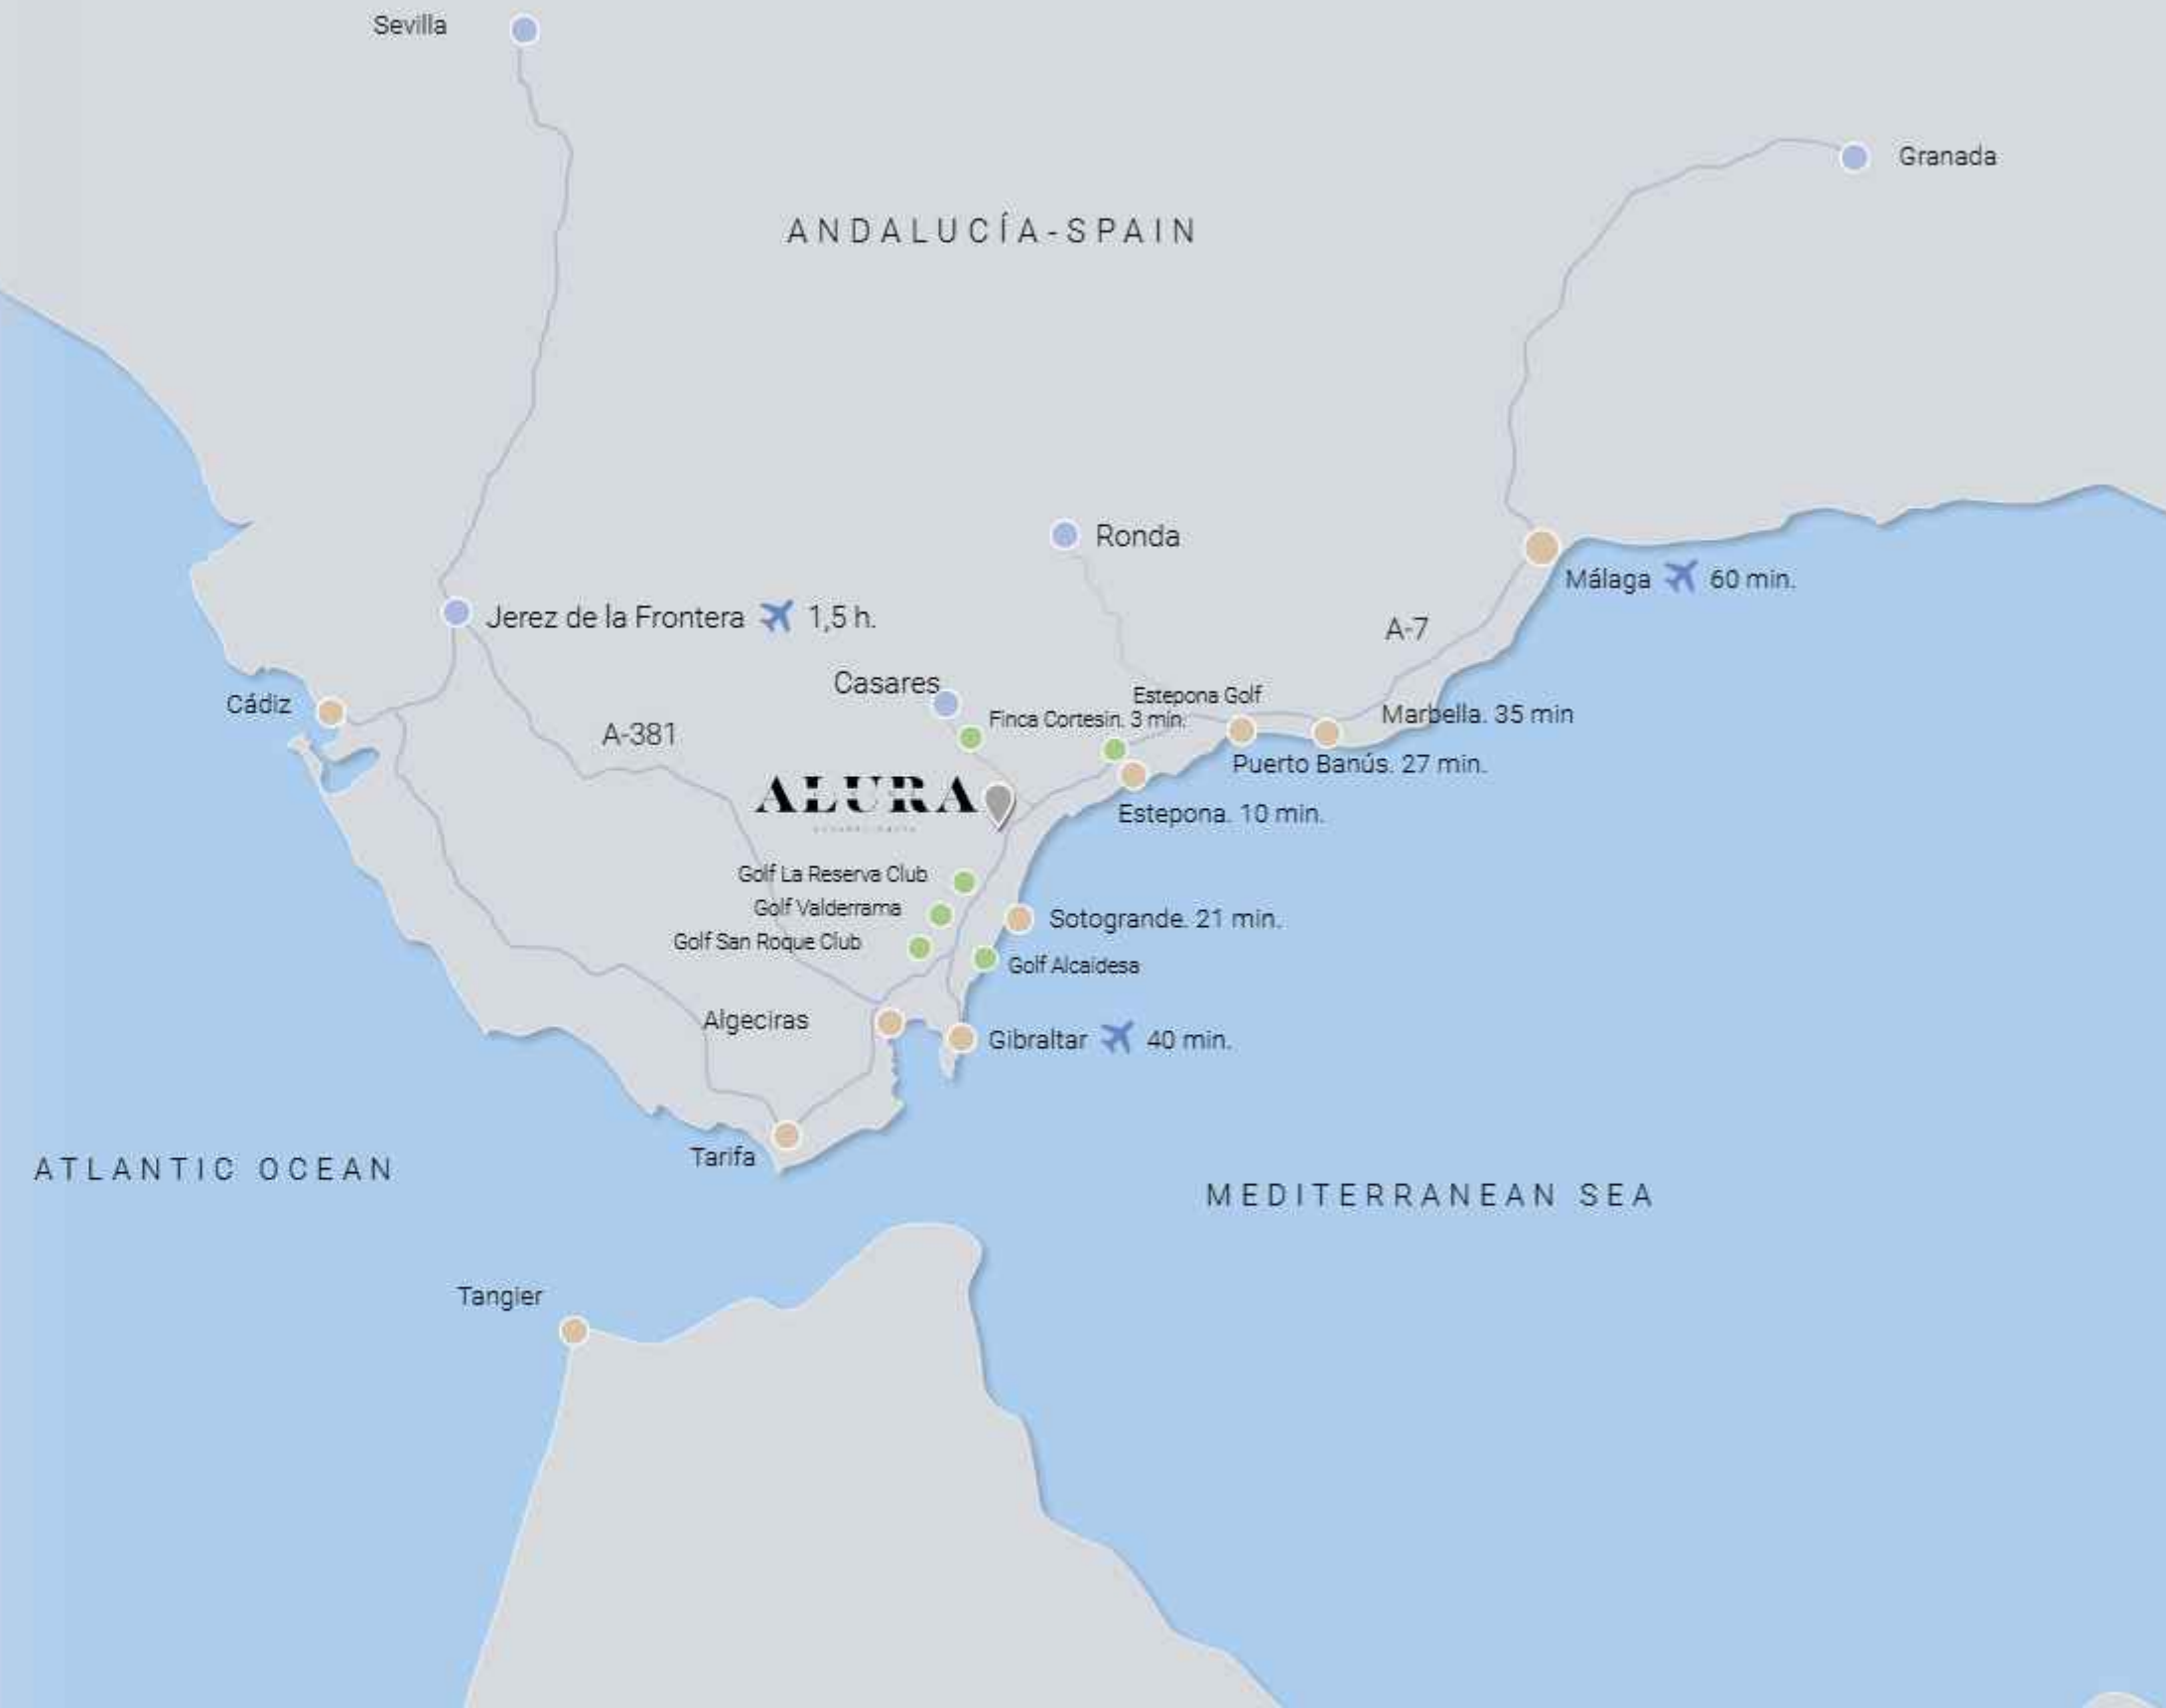 Sevilla
Granada
ANDALUCÍA-SPAIN
Ronda
Málaga 60 min.
Jerez de la Frontera 1,5 h.
A-7
Casares
Estepona Golf
Cádiz
Finca Cortesin. 3 min.
Marbella. 35 min
A-381
Puerto Banús. 27 min.
ALURA
Estepona. 10 min.
Golf La Reserva Club
Golf Valderrama
Sotogrande. 21 min.
Golf San Roque Club
Golf Alcaidesa
Algeciras
Gibraltar 40 min.
Tarifa
ATLANTIC OCEAN
MEDITERRANEAN SEA
Tangier